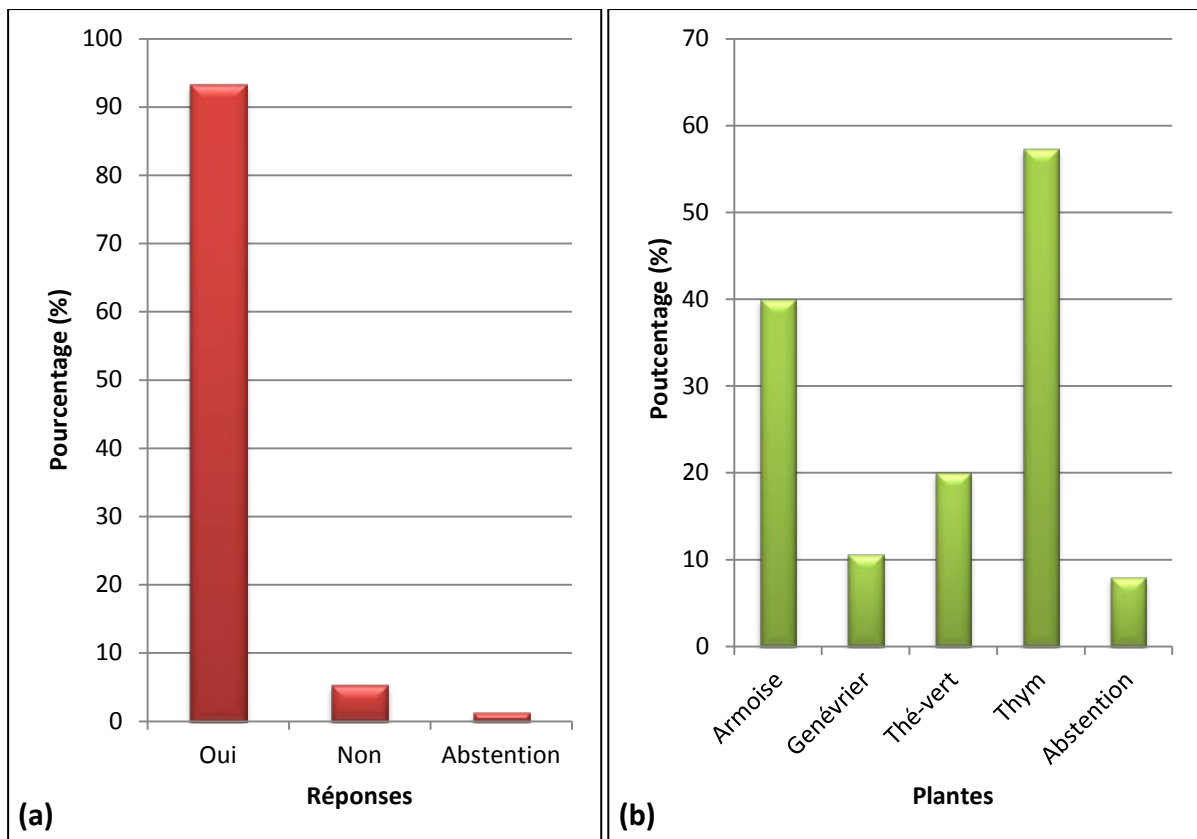 100
90
80
70
60
50
40
30
20
10
0
Pourcentage (%)
Oui Non Abstention
Réponses
(a)
70
60
50
40
30
20
10
0
Poutcentage (%)
Armoise
Genévrier
Thé-vert
Thym
Abstention
Plantes
(b)